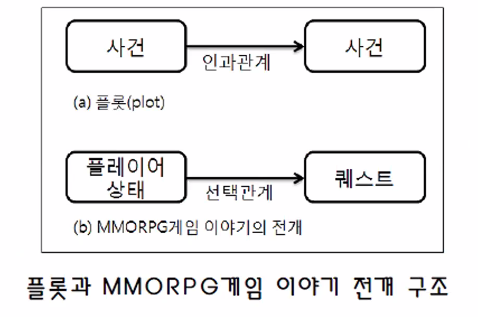 사건
인과관계
사건
(a) 플롯(plot)
플레이어
상태
선택관계
퀘스트
(b) MMORPG게임 이야기의 전개
플롯과 MMORPG게임 이야기 전개 구조